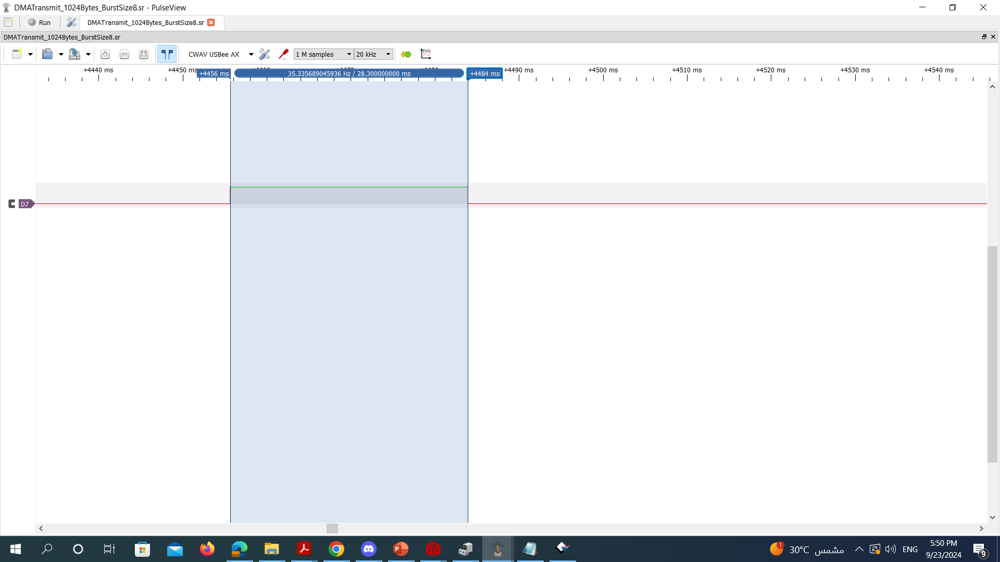 DMATransmit_1024Bytes_BurstSize8.sr - PulseView
Run
DMATransmit_1024Bytes_BurstSize8.sr
DMATransmit_1024Bytes_BurstSize8.sr
CWAV USBee AX
1 M samples
20 kHz
f(x)
+4440 ms
+4450 ms
+4490 ms
+4500 ms
+4510 ms
+4520 ms
+4530 ms
+4540 ms
+4456 ms
35.335689045936 Hz / 28.300000000 ms
+4484 ms
D7
1
30°C
مشمس
ENG
5:50 PM
9/23/2024
9